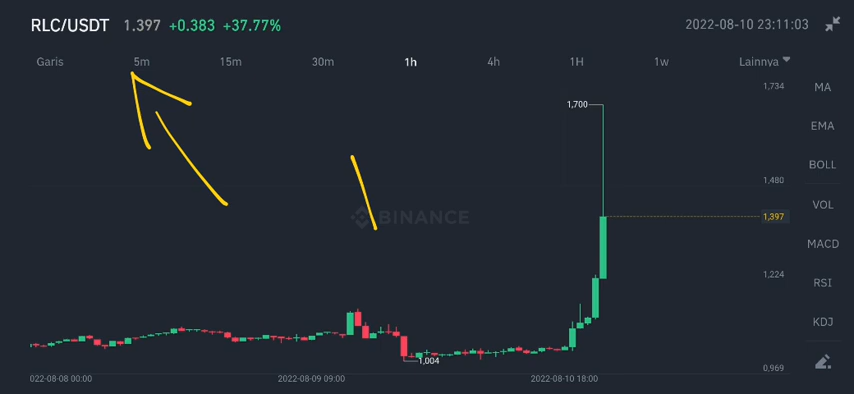 RLC/USDT 1.397 +0.383 +37.77% 2022-08-10 23:11:03
Garis 5m 15m 30m 1h 4h 1H 1w Lainnya
1,734
MA
1,700
EMA
BOLL
1,480
VOL
1,397
BINANCE
MACD
1,224
RSI
KDJ
1,004
0,969
022-08-08 00:00 2022-08-09 09:00 2022-08-10 18:00